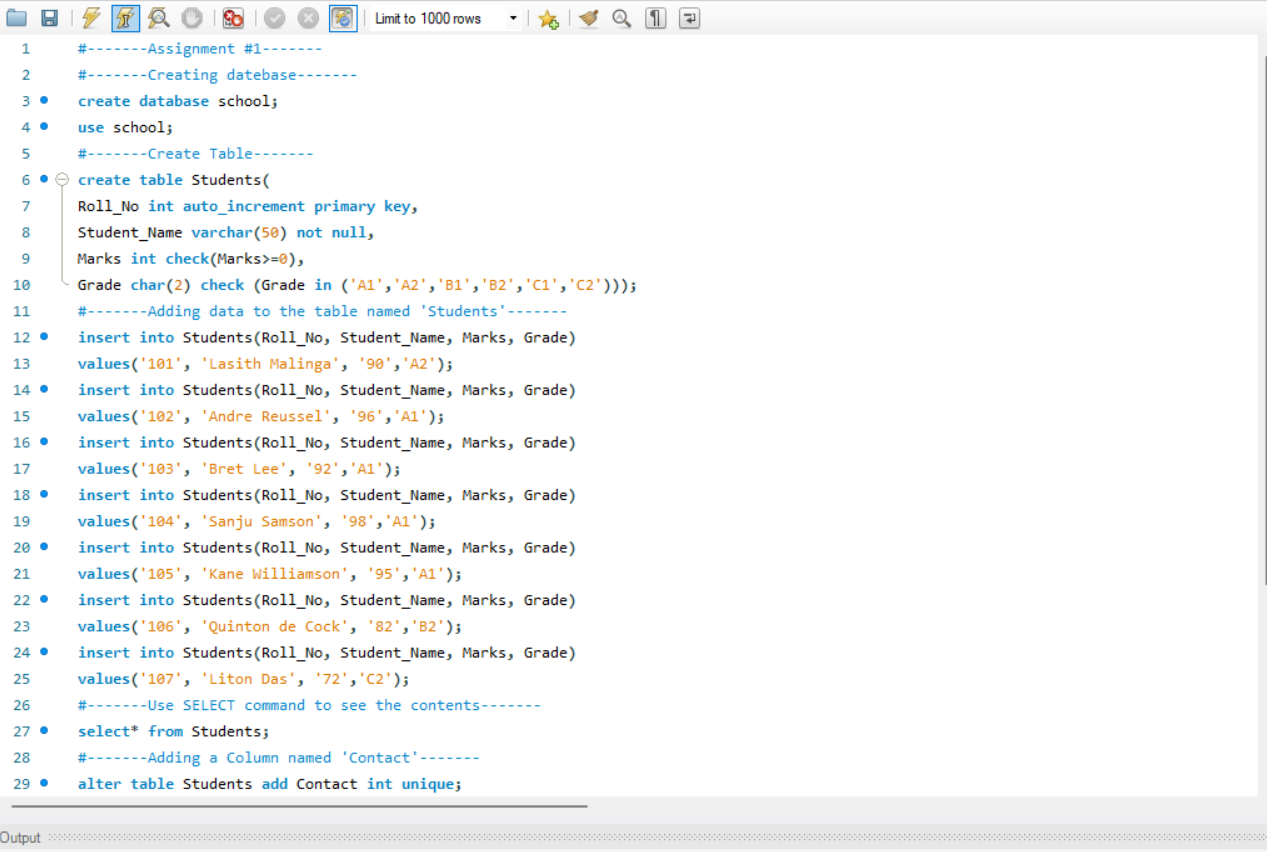 Limit to 1000 rows
1 #-------Assignment #1-------
2 #-------Creating datebase-------
3 create database school;
4 use school;
5 #-------Create Table-------
6 create table Students(
7 Roll_No int auto_increment primary key,
8 Student_Name varchar(50) not null,
9 Marks int check(Marks>=0),
10 Grade char(2) check (Grade in ('A1','A2','B1','B2','C1','C2')));
11 #-------Adding data to the table named 'Students'-------
12 insert into Students(Roll_No, Student_Name, Marks, Grade)
13 values('101', 'Lasith Malinga', '90','A2');
14 insert into Students(Roll_No, Student_Name, Marks, Grade)
15 values('102', 'Andre Reussel', '96','A1');
16 insert into Students(Roll_No, Student_Name, Marks, Grade)
17 values('103', 'Bret Lee', '92','A1');
18 insert into Students(Roll_No, Student_Name, Marks, Grade)
19 values('104', 'Sanju Samson', '98','A1');
20 insert into Students(Roll_No, Student_Name, Marks, Grade)
21 values('105', 'Kane Williamson', '95','A1');
22 insert into Students(Roll_No, Student_Name, Marks, Grade)
23 values('106', 'Quinton de Cock', '82','B2');
24 insert into Students(Roll_No, Student_Name, Marks, Grade)
25 values('107', 'Liton Das', '72','C2');
26 #-------Use SELECT command to see the contents-------
27 select* from Students;
28 #-------Adding a Column named 'Contact'-------
29 alter table Students add Contact int unique;
Output